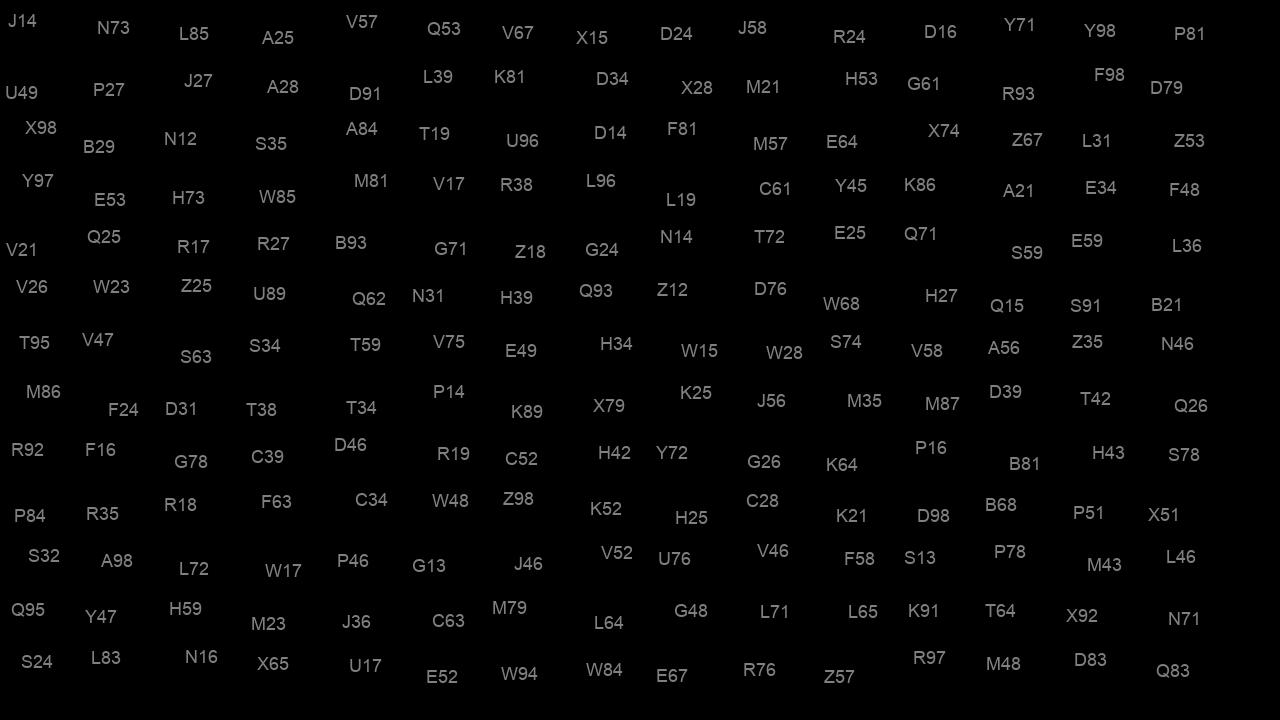 J14 N73 L85 A25 V57 Q53 V67 X15 D24 J58 R24 D16 Y71 Y98 P81
U49 P27 J27 A28 D91 L39 K81 D34 X28 M21 H53 G61 R93 F98 D79
X98 B29 N12 S35 A84 T19 U96 D14 F81 M57 E64 X74 Z67 L31 Z53
Y97 E53 H73 W85 M81 V17 R38 L96 L19 C61 Y45 K86 A21 E34 F48
V21 Q25 R17 R27 B93 G71 Z18 G24 N14 T72 E25 Q71 S59 E59 L36
V26 W23 Z25 U89 Q62 N31 H39 Q93 Z12 D76 W68 H27 Q15 S91 B21
T95 V47 S63 S34 T59 V75 E49 H34 W15 W28 S74 V58 A56 Z35 N46
M86 F24 D31 T38 T34 P14 K89 X79 K25 J56 M35 M87 D39 T42 Q26
R92 F16 G78 C39 D46 R19 C52 H42 Y72 G26 K64 P16 B81 H43 S78
P84 R35 R18 F63 C34 W48 Z98 K52 H25 C28 K21 D98 B68 P51 X51
S32 A98 L72 W17 P46 G13 J46 V52 U76 V46 F58 S13 P78 M43 L46
Q95 Y47 H59 M23 J36 C63 M79 L64 G48 L71 L65 K91 T64 X92 N71
S24 L83 N16 X65 U17 E52 W94 W84 E67 R76 Z57 R97 M48 D83 Q83